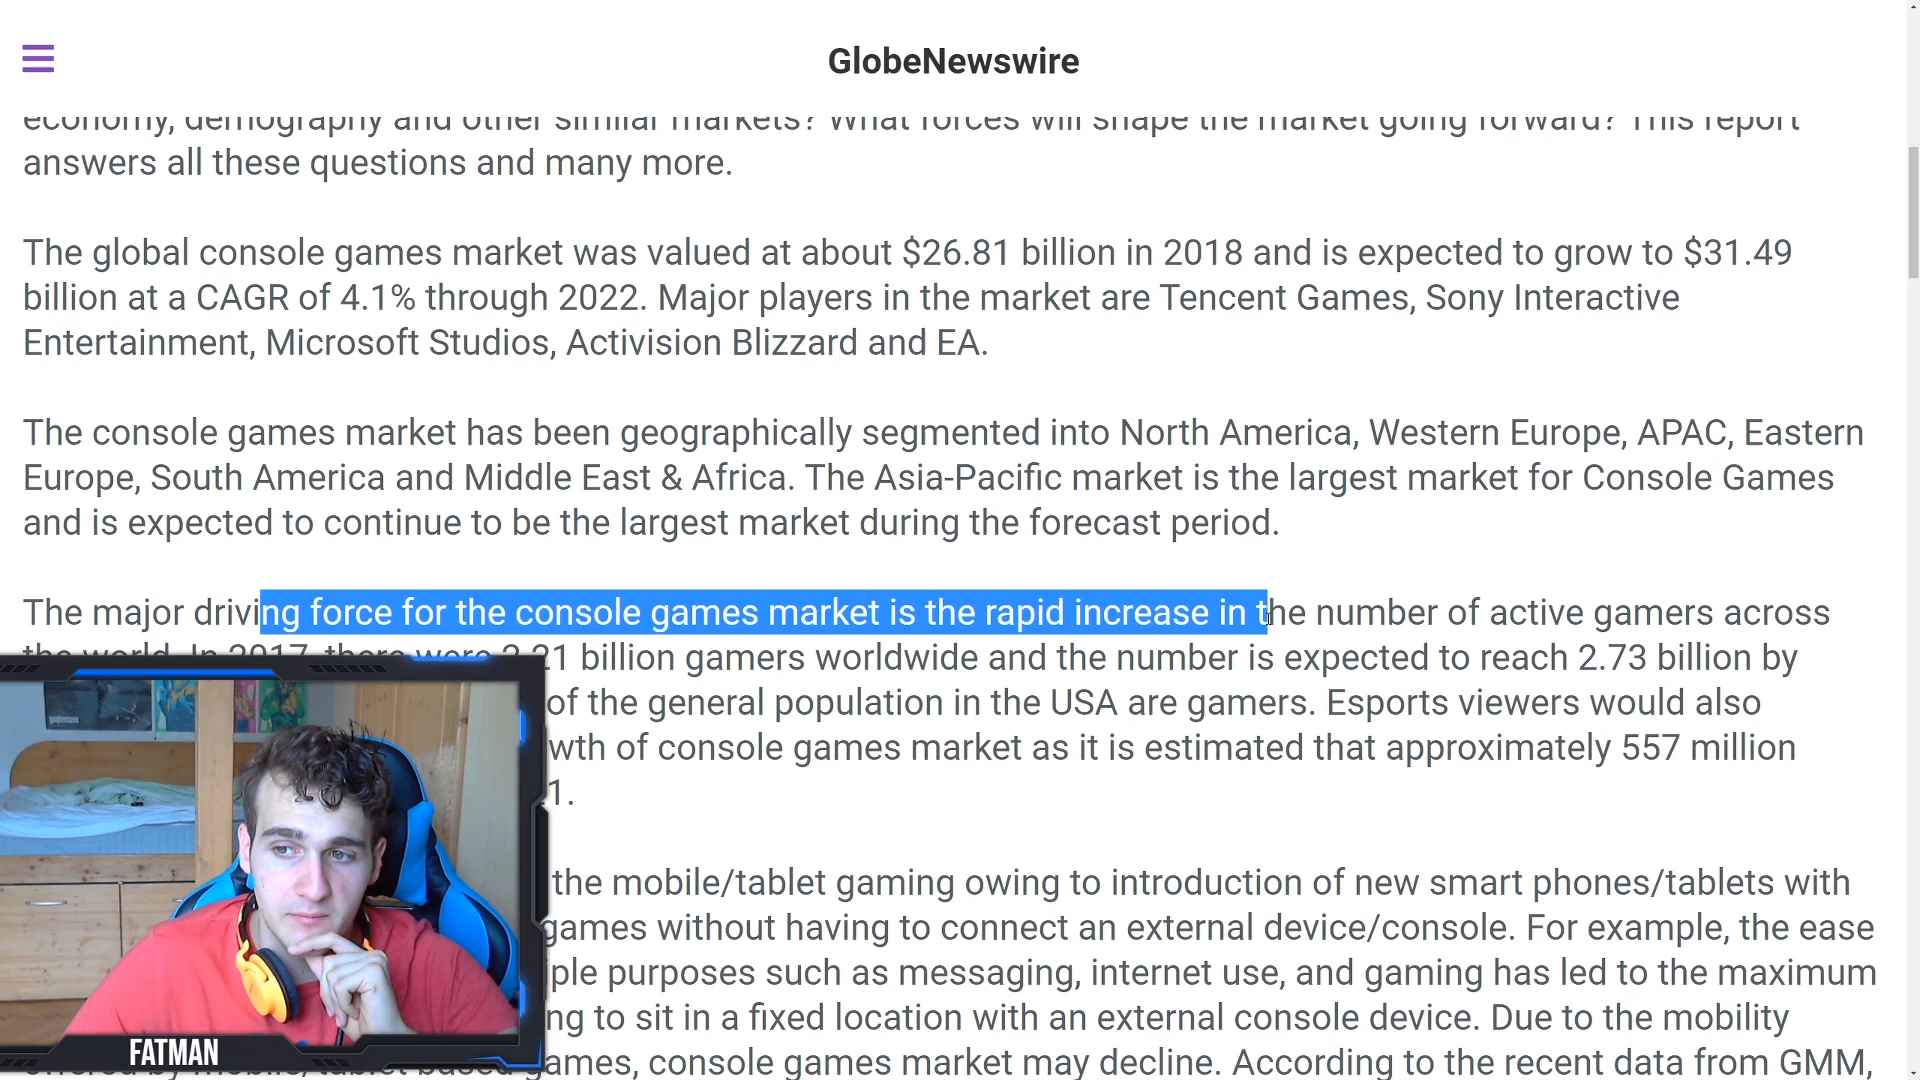 GlobeNewswire
economy, demography and other similar markets? What forces will shape the market going forward? This report
answers all these questions and many more.
The global console games market was valued at about $26.81 billion in 2018 and is expected to grow to $31.49
billion at a CAGR of 4.1% through 2022. Major players in the market are Tencent Games, Sony Interactive
Entertainment, Microsoft Studios, Activision Blizzard and EA.
The console games market has been geographically segmented into North America, Western Europe, APAC, Eastern
Europe, South America and Middle East & Africa. The Asia-Pacific market is the largest market for Console Games
and is expected to continue to be the largest market during the forecast period.
The major driving force for the console games market is the rapid increase in the number of active gamers across
the world. In 2017, there were 2.21 billion gamers worldwide and the number is expected to reach 2.73 billion by
of the general population in the USA are gamers. Esports viewers would also
wth of console games market as it is estimated that approximately 557 million
1.
the mobile/tablet gaming owing to introduction of new smart phones/tablets with
games without having to connect an external device/console. For example, the ease
ple purposes such as messaging, internet use, and gaming has led to the maximum
ng to sit in a fixed location with an external console device. Due to the mobility
offered by mobile/tablet based games, console games market may decline. According to the recent data from GMM,
FATMAN